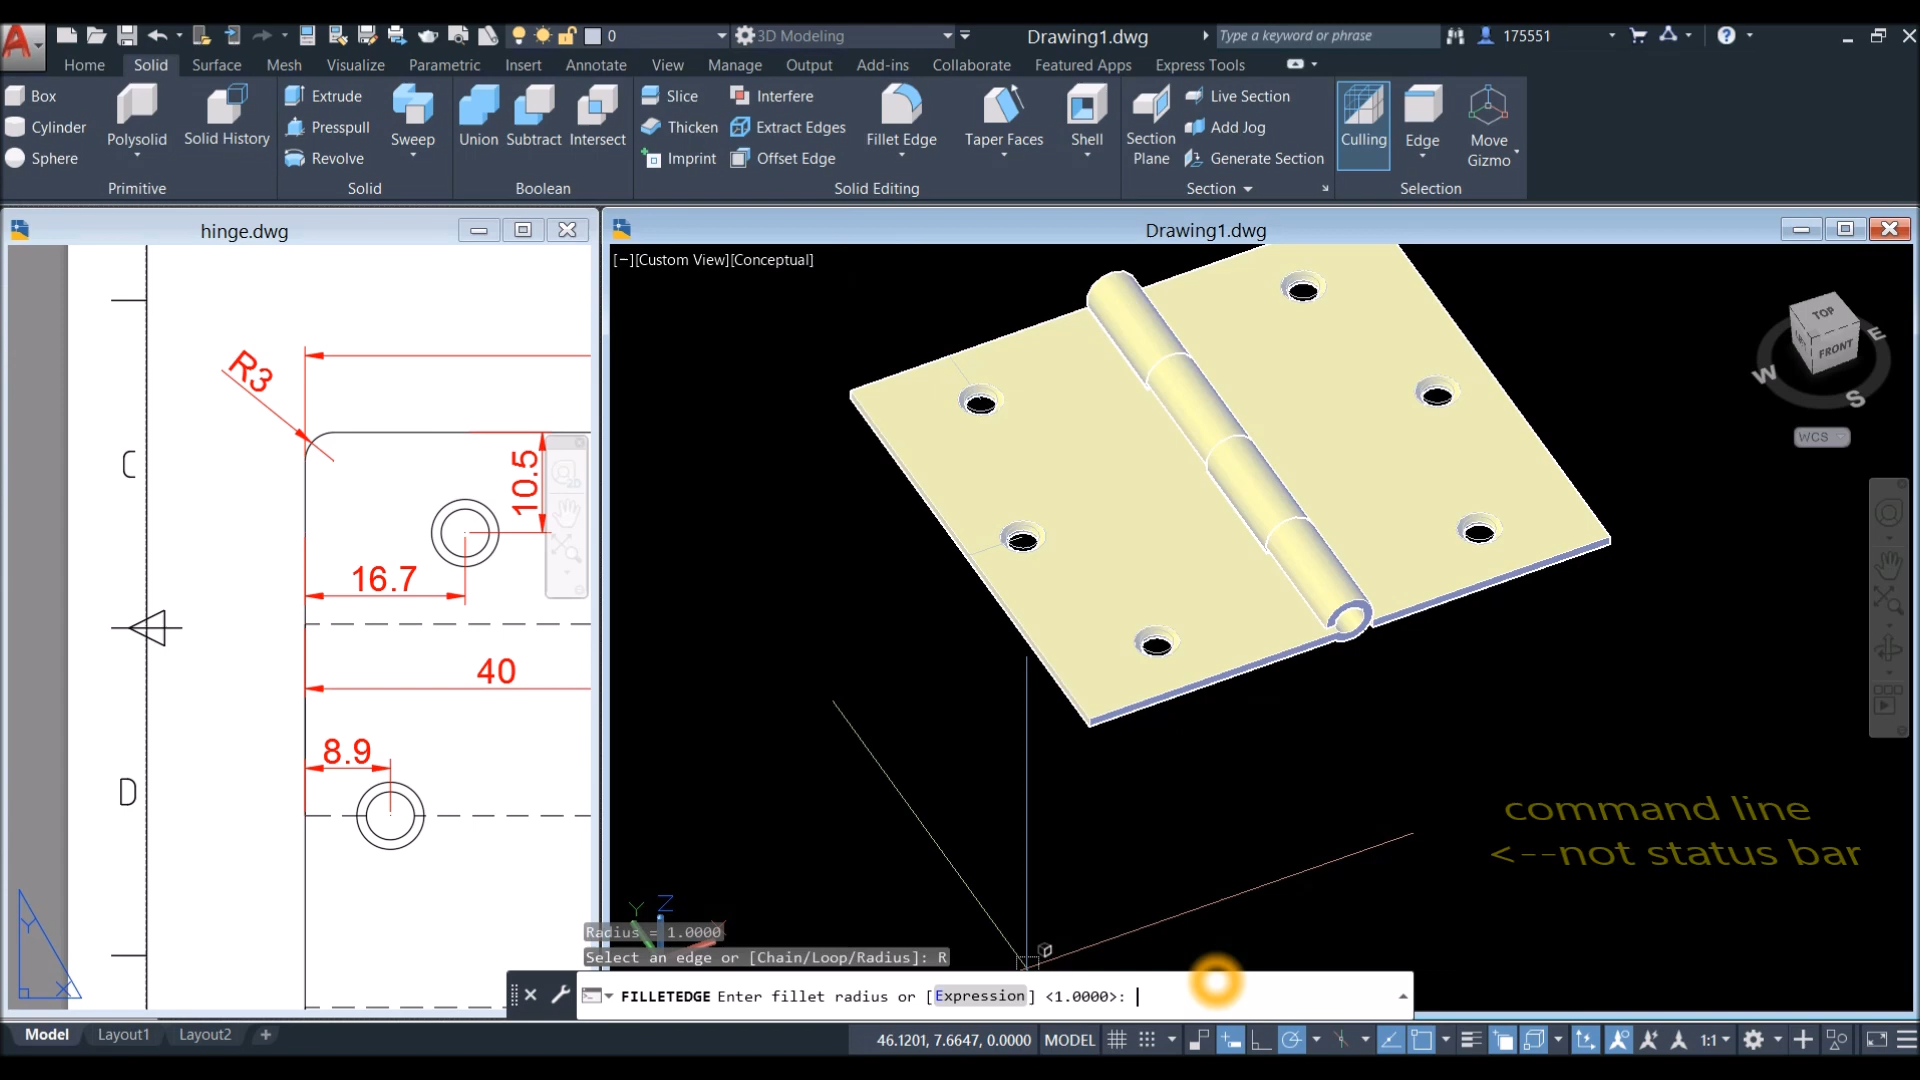 0
3D Modeling
Drawing1.dwg
Type a keyword or phrase
175551
Home Solid Surface Mesh Visualize Parametric Insert Annotate View Manage Output Add-ins Collaborate Featured Apps Express Tools
Box
Cylinder
Sphere
Polysolid
Solid History
Primitive
Extrude
Presspull
Revolve
Sweep
Solid
Union Subtract Intersect
Boolean
Slice
Thicken
Imprint
Interfere
Extract Edges
Offset Edge
Fillet Edge
Taper Faces
Shell
Solid Editing
Section
Plane
Live Section
Add Jog
Generate Section
Section
Culling
Edge
Move
Gizmo
Selection
hinge.dwg
Drawing1.dwg
[−][Custom View][Conceptual]
R3
10.5
16.7
40
8.9
C
D
Y
X
2D
TOP
FRONT
E
W
S
WCS
command line
<--not status bar
Y
Z
Radius = 1.0000
Select an edge or [Chain/Loop/Radius]: R
FILLETEDGE Enter fillet radius or [Expression] <1.0000>:
Model Layout1 Layout2 +
46.1201, 7.6647, 0.0000 MODEL
1:1